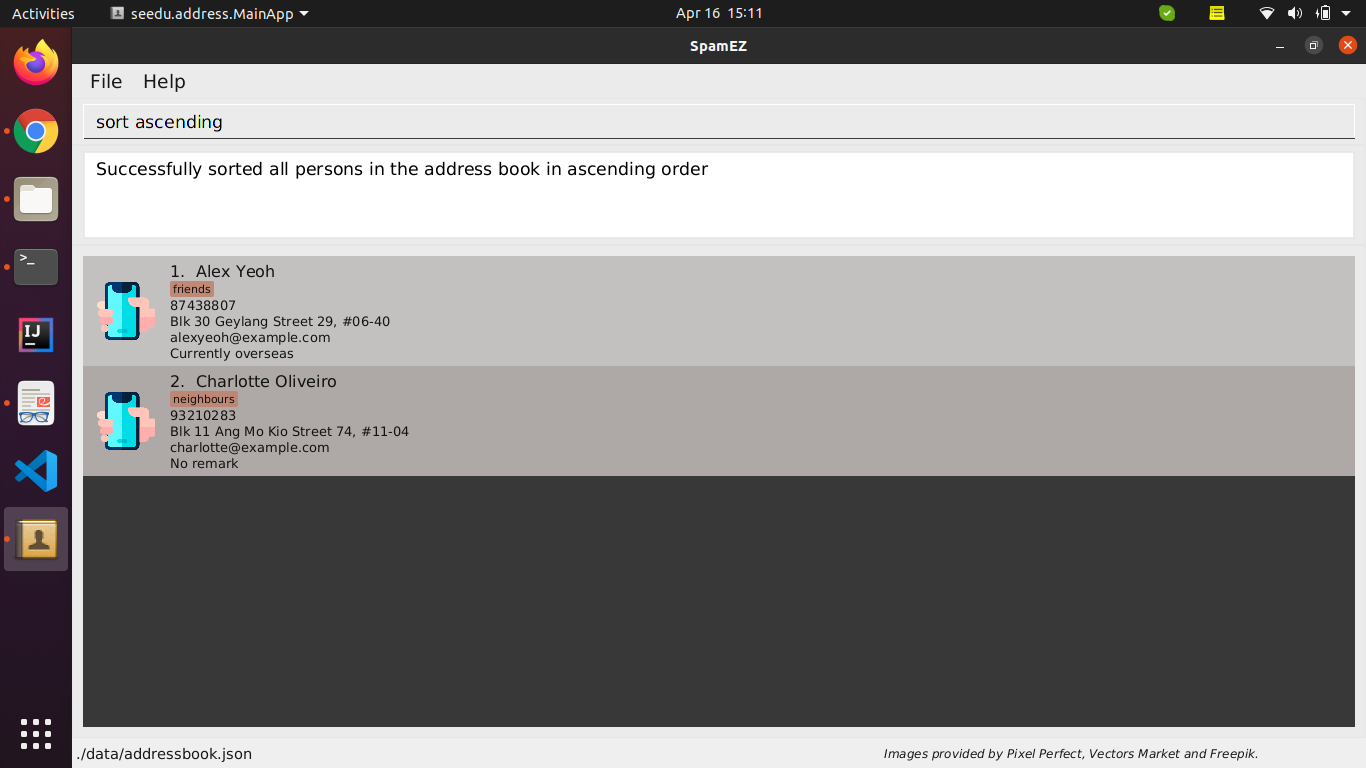 Activities
seedu.address.MainApp
Apr 16 15:11
SpamEZ
File Help
sort ascending
Successfully sorted all persons in the address book in ascending order
1. Alex Yeoh
friends
87438807
Blk 30 Geylang Street 29, #06-40
alexyeoh@example.com
Currently overseas
2. Charlotte Oliveiro
neighbours
93210283
Blk 11 Ang Mo Kio Street 74, #11-04
charlotte@example.com
No remark
>_
IJ
./data/addressbook.json
Images provided by Pixel Perfect, Vectors Market and Freepik.